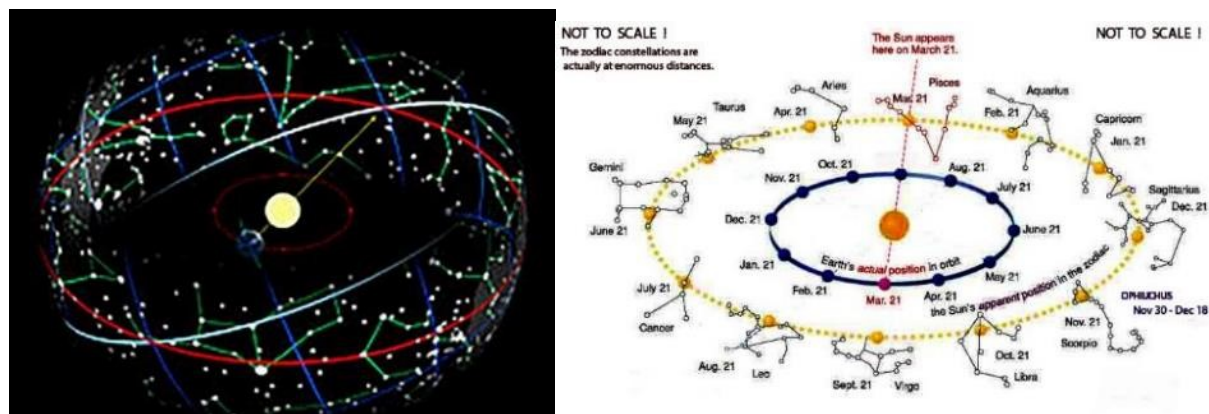 NOT TO SCALE !
The zodiac constellations are
actually at enormous distances.
The Sun appears
here on March 21.
NOT TO SCALE !
Aries
Apr. 21
Mar. 21
Pisces
Aquarius
Feb. 21
Taurus
May 21
Capricorn
Jan. 21
Gemini
June 21
Sagittarius
Dec. 21
Oct. 21
Aug. 21
Nov. 21
July 21
Dec. 21
June 21
Jan. 21
May 21
Feb. 21
Mar. 21
Apr. 21
Earth's actual position in orbit
the Sun's apparent position in the zodiac
OPHIUCHUS
Nov 30 - Dec 18
July 21
Cancer
Nov. 21
Scorpio
Aug. 21
Leo
Sept. 21
Virgo
Oct. 21
Libra